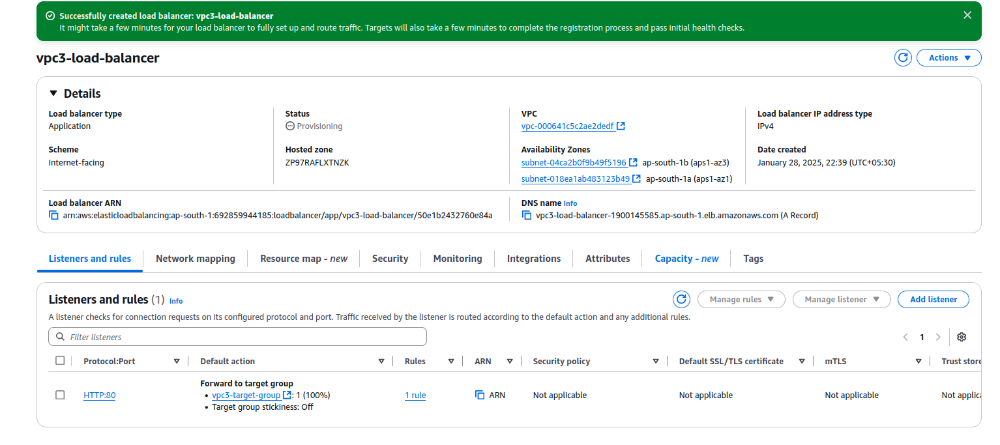 Successfully created load balancer: vpc3-load-balancer
It might take a few minutes for your load balancer to fully set up and route traffic. Targets will also take a few minutes to complete the registration process and pass initial health checks.
vpc3-load-balancer
Actions
Details
Load balancer type
Application
Status
Provisioning
VPC
vpc-000641c5c2ae2dedf
Load balancer IP address type
IPv4
Scheme
Internet-facing
Hosted zone
ZP97RAFLXTNZK
Availability Zones
subnet-04ca2b0f9b49f5196 ap-south-1b (aps1-az3)
subnet-018ea1ab483123b49 ap-south-1a (aps1-az1)
Date created
January 28, 2025, 22:39 (UTC+05:30)
Load balancer ARN
arn:aws:elasticloadbalancing:ap-south-1:692859944185:loadbalancer/app/vpc3-load-balancer/50e1b2432760e84a
DNS name Info
vpc3-load-balancer-1900145585.ap-south-1.elb.amazonaws.com (A Record)
Listeners and rules Network mapping Resource map - new Security Monitoring Integrations Attributes Capacity - new Tags
Listeners and rules (1) Info
Manage rules Manage listener Add listener
A listener checks for connection requests on its configured protocol and port. Traffic received by the listener is routed according to the default action and any additional rules.
Filter listeners
1
Protocol:Port Default action Rules ARN Security policy Default SSL/TLS certificate mTLS Trust store
HTTP:80
Forward to target group
• vpc3-target-group : 1 (100%)
• Target group stickiness: Off
1 rule
ARN
Not applicable
Not applicable
Not applicable
Not applica